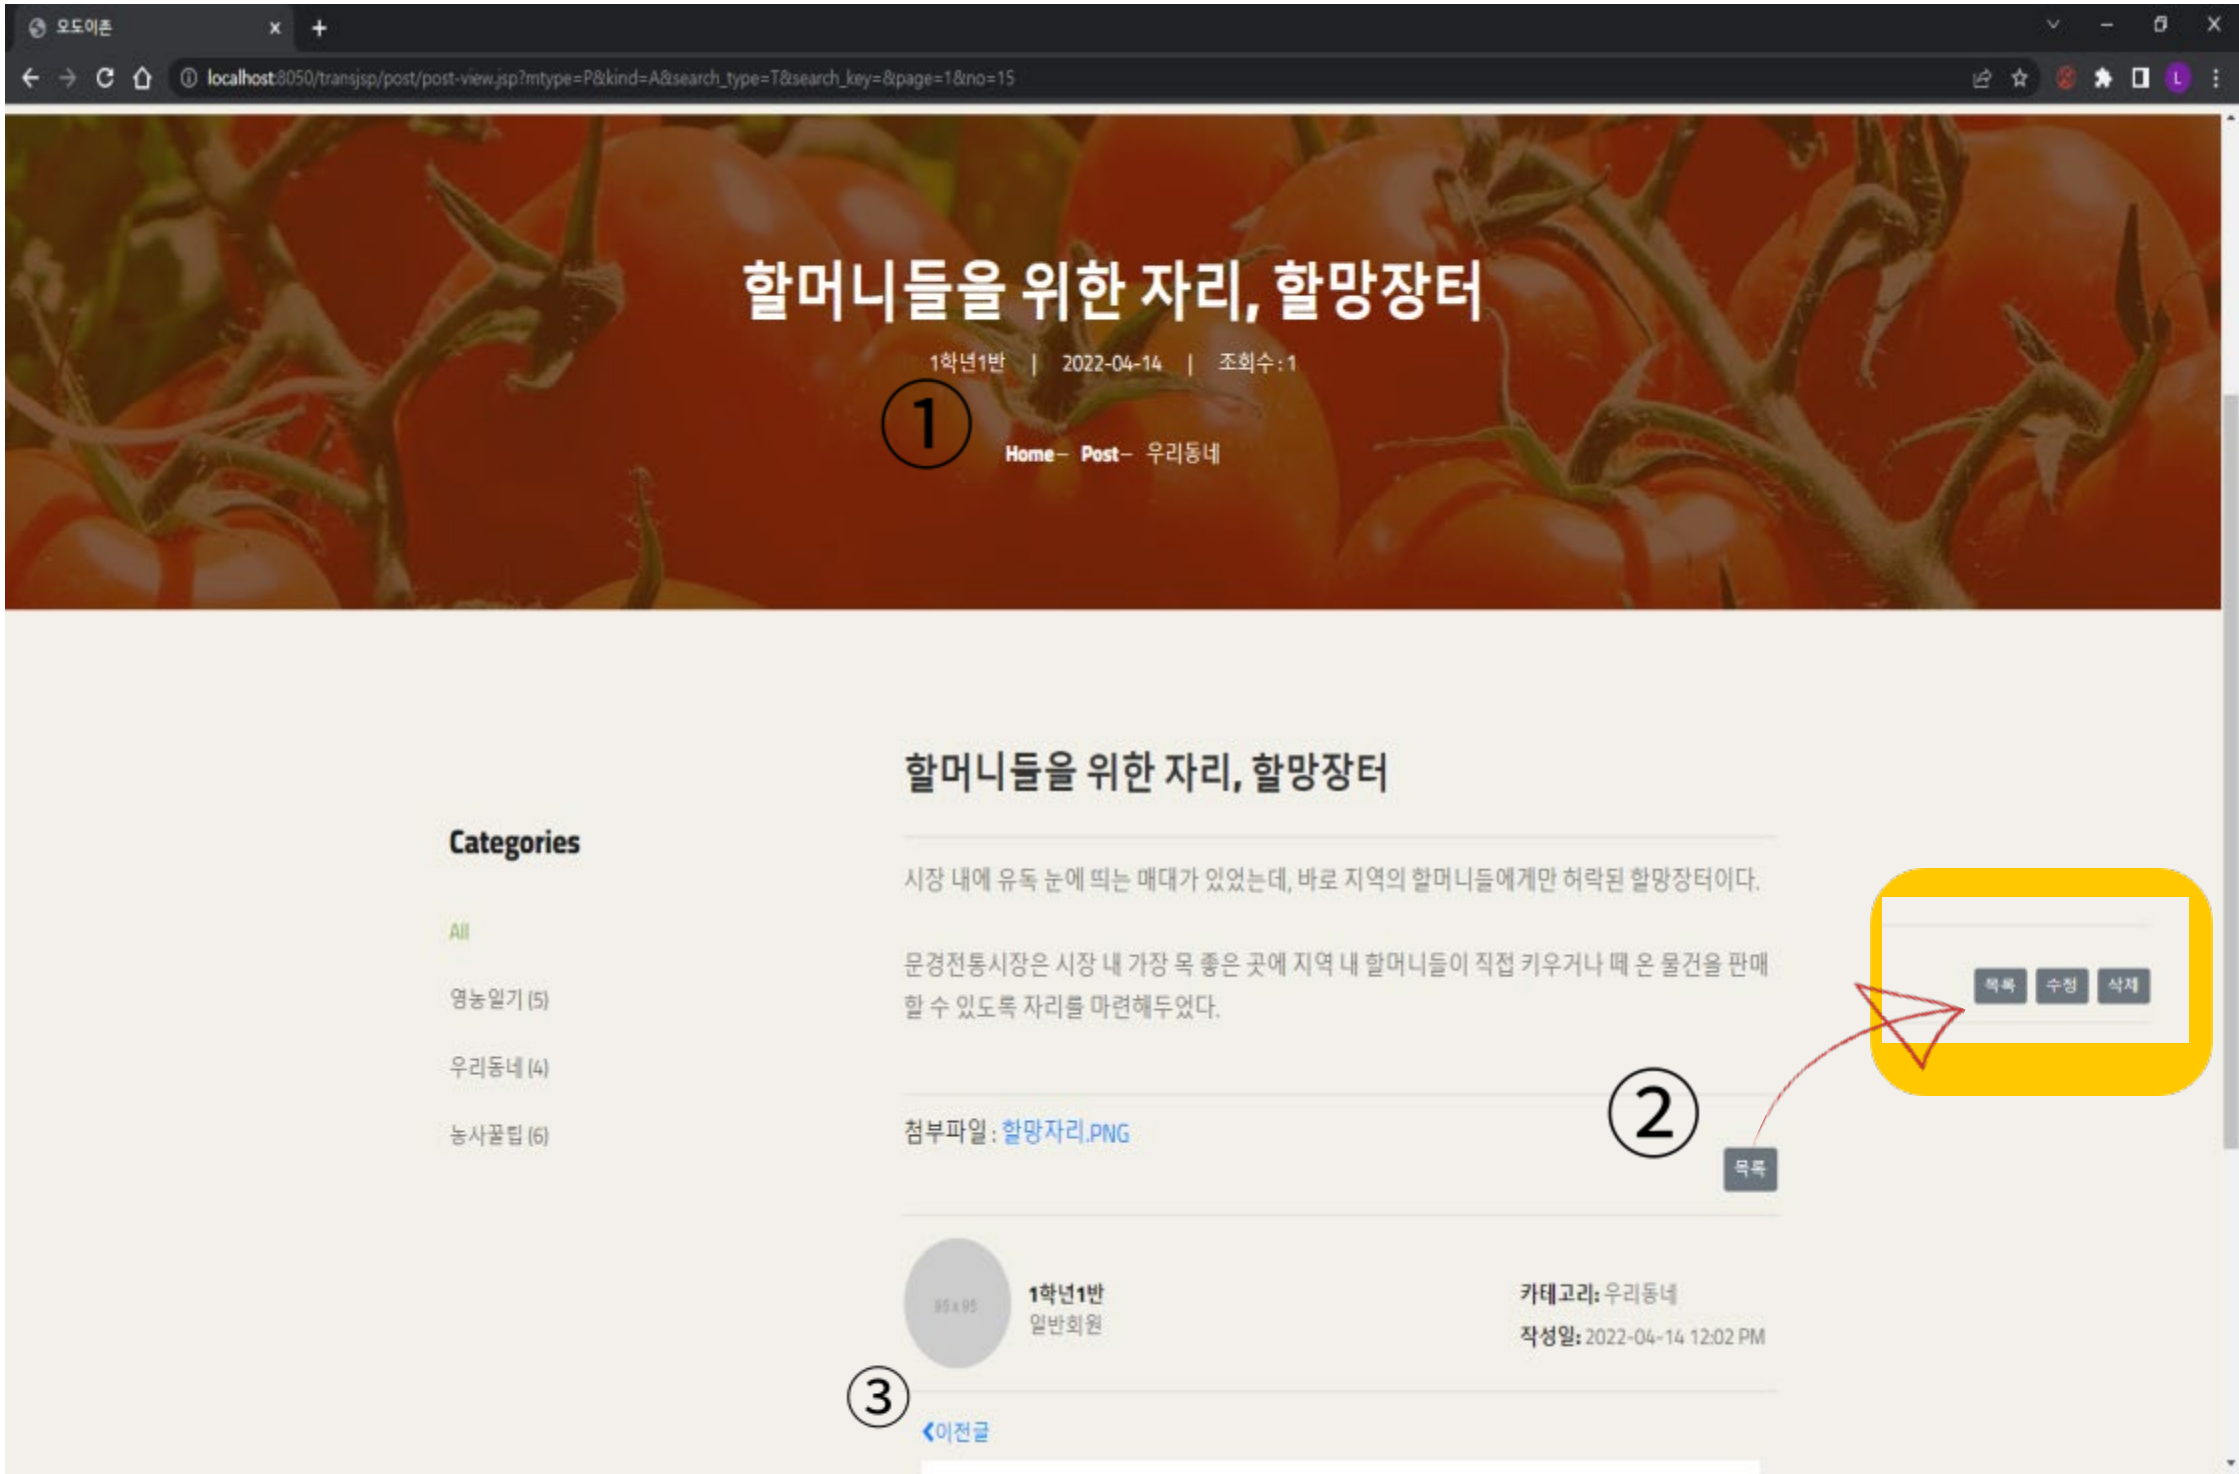 오도이촌
localhost:8050/transjsp/post/post-view.jsp?mtype=P&kind=A&search_type=T&search_key=&page=1&no=15
L
할머니들을 위한 자리, 할망장터
1학년1반 | 2022-04-14 | 조회수 : 1
①
Home– Post– 우리동네
할머니들을 위한 자리, 할망장터
Categories
All
영농일기 (5)
우리동네 (4)
농사꿀팁 (6)
시장 내에 유독 눈에 띄는 매대가 있었는데, 바로 지역의 할머니들에게만 허락된 할망장터이다.
문경전통시장은 시장 내 가장 목 좋은 곳에 지역 내 할머니들이 직접 키우거나 떼 온 물건을 판매
할 수 있도록 자리를 마련해두었다.
목록 수정 삭제
②
첨부파일 : 할망자리.PNG
목록
95 x 95
1학년1반
일반회원
카테고리: 우리동네
작성일: 2022-04-14 12:02 PM
③
이전글